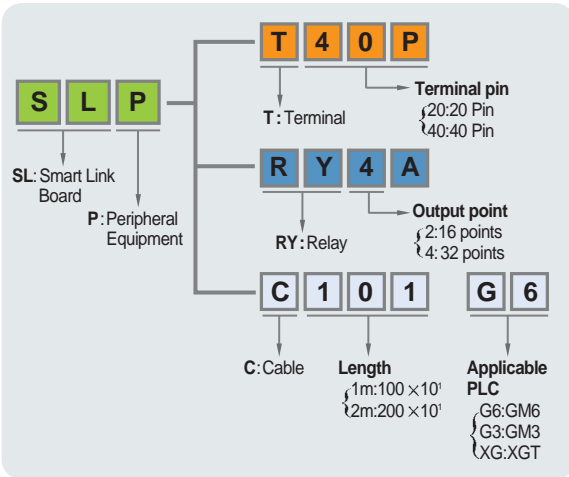 S L P
T 4 0 P
T: Terminal
Terminal pin
20:20 Pin
40:40 Pin
SL: Smart Link
Board
P: Peripheral
Equipment
R Y 4 A
RY: Relay
Output point
2:16 points
4:32 points
C 1 0 1 G 6
C: Cable
Length
1m:100 ×10¹
2m:200 ×10¹
Applicable
PLC
G6:GM6
G3:GM3
XG:XGT